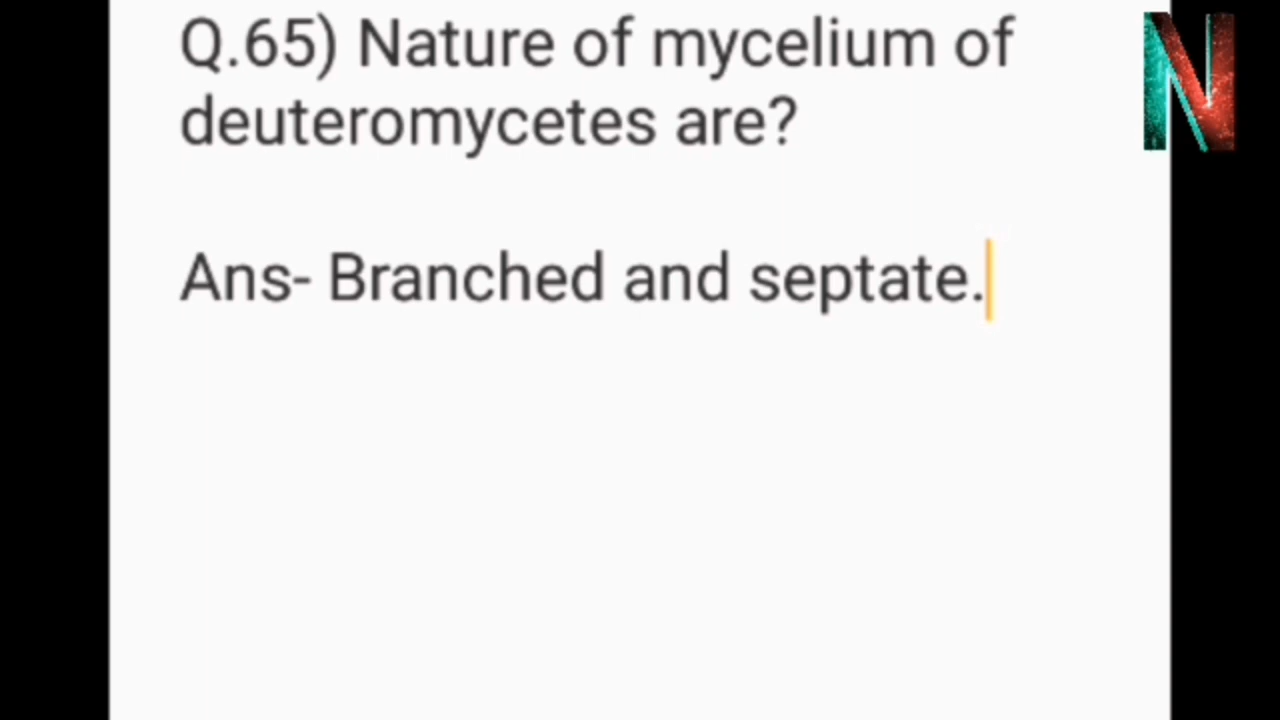 Q.65) Nature of mycelium of
deuteromycetes are?
Ans- Branched and septate.
N